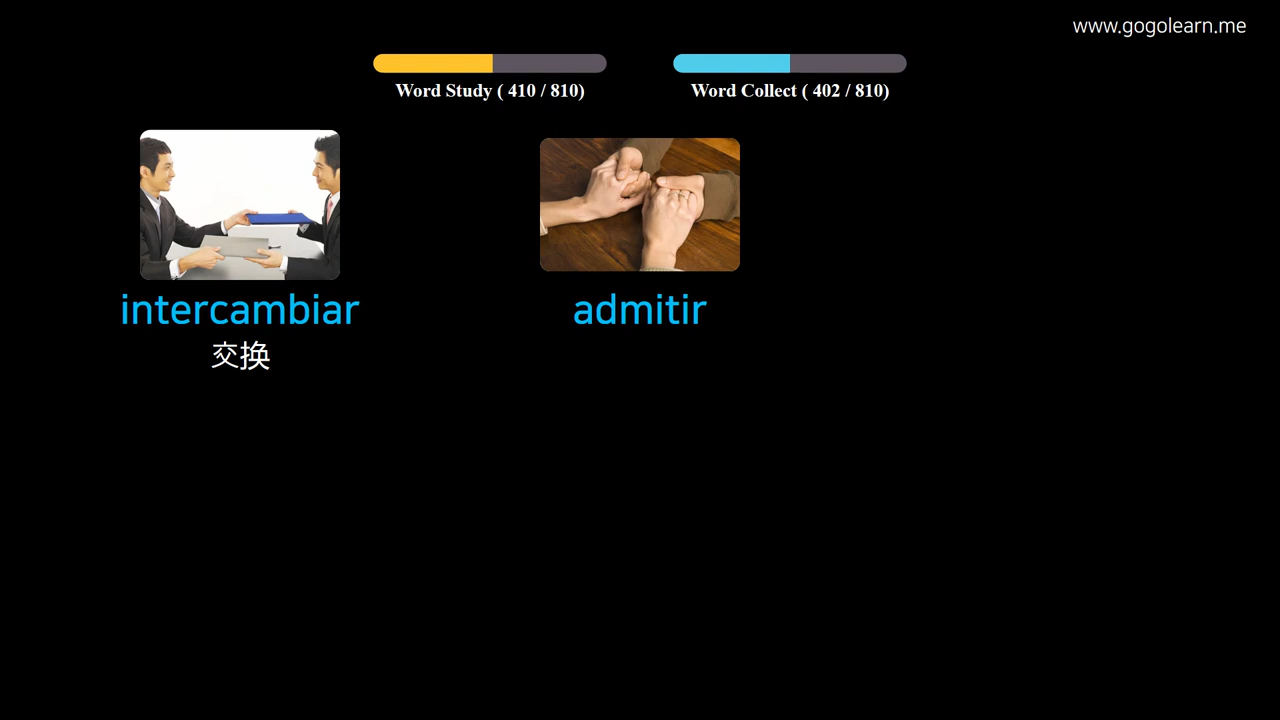 www.gogolearn.me
Word Study ( 410 / 810)
Word Collect ( 402 / 810)
intercambiar
交换
admitir